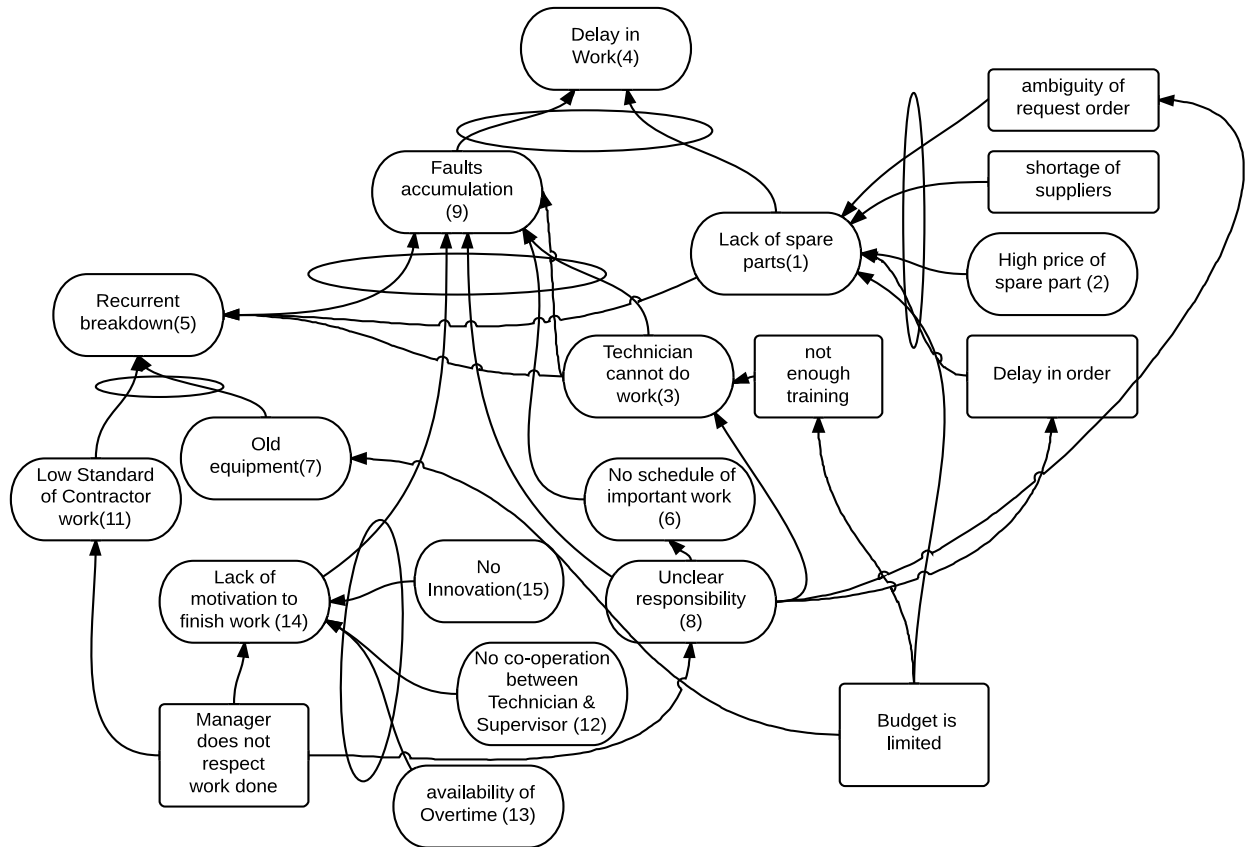 Delay in
Work(4)
ambiguity of
request order
Faults
accumulation
(9)
shortage of
suppliers
Lack of spare
parts(1)
High price of
spare part (2)
Recurrent
breakdown(5)
Technician
cannot do
work(3)
not
enough
training
Delay in order
Old
equipment(7)
Low Standard
of Contractor
work(11)
No schedule of
important work
(6)
Lack of
motivation to
finish work (14)
No
Innovation(15)
Unclear
responsibility
(8)
No co-operation
between
Technician &
Supervisor (12)
Manager
does not
respect
work done
Budget is
limited
availability of
Overtime (13)